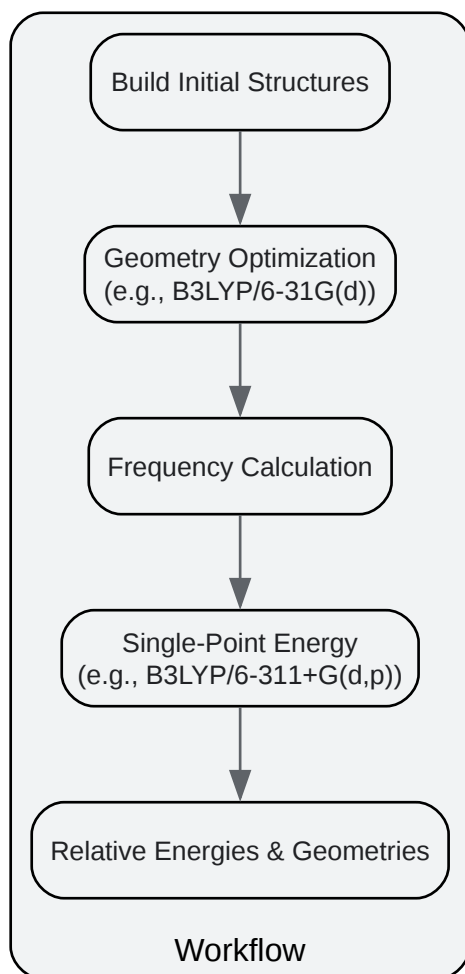 Build Initial Structures
Geometry Optimization
(e.g., B3LYP/6-31G(d))
Frequency Calculation
Single-Point Energy
(e.g., B3LYP/6-311+G(d,p))
Relative Energies & Geometries
Workflow